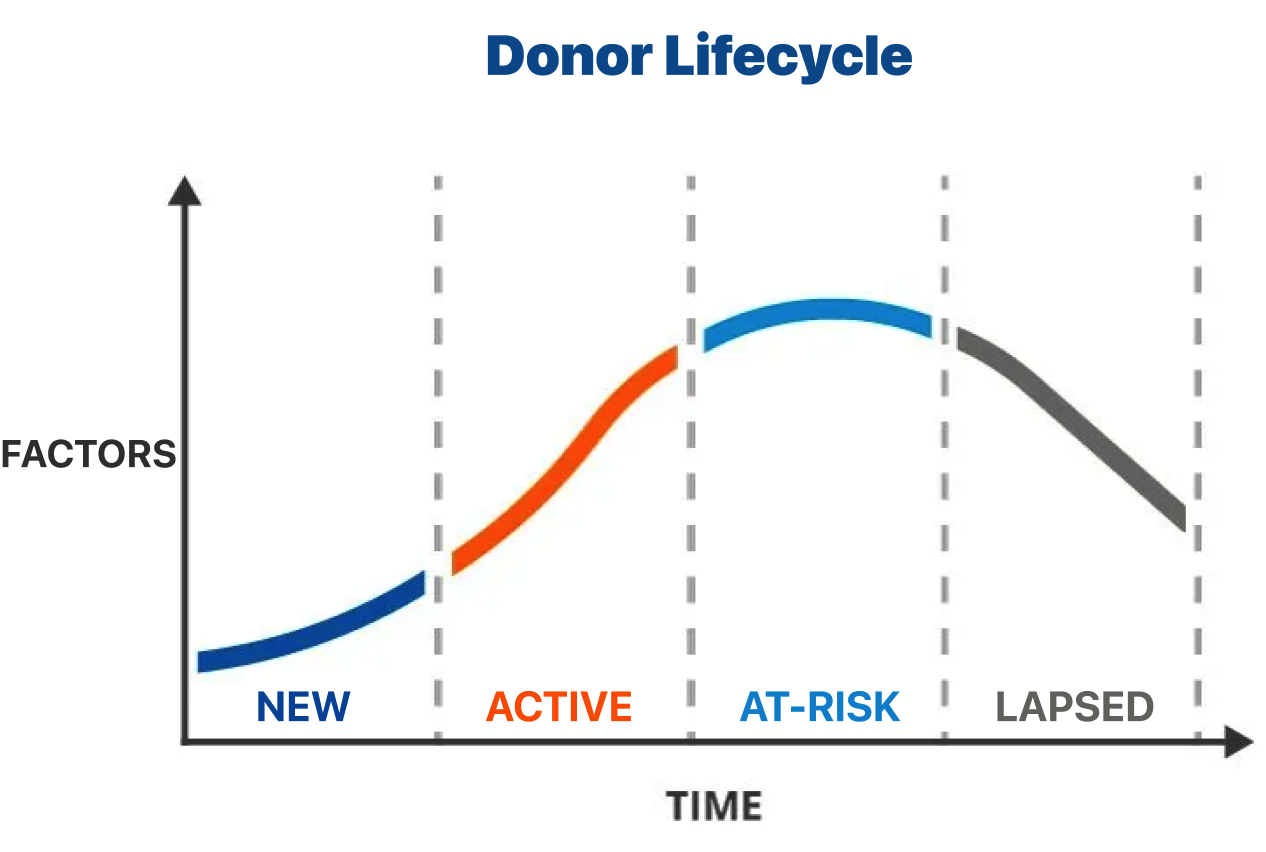 Donor Lifecycle
FACTORS
NEW
ACTIVE
AT-RISK
LAPSED
TIME